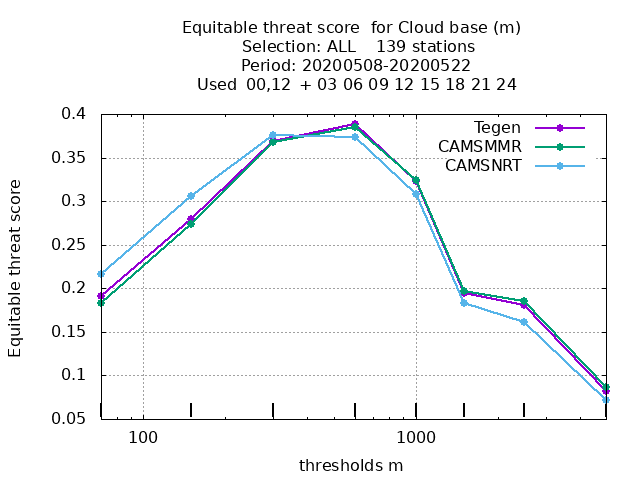 Equitable threat score  for Cloud base (m)
Selection: ALL    139 stations
Period: 20200508-20200522
Used  00,12  + 03 06 09 12 15 18 21 24
Tegen
CAMSMMR
CAMSNRT
Equitable threat score
0.4
0.35
0.3
0.25
0.2
0.15
0.1
0.05
100
1000
thresholds m